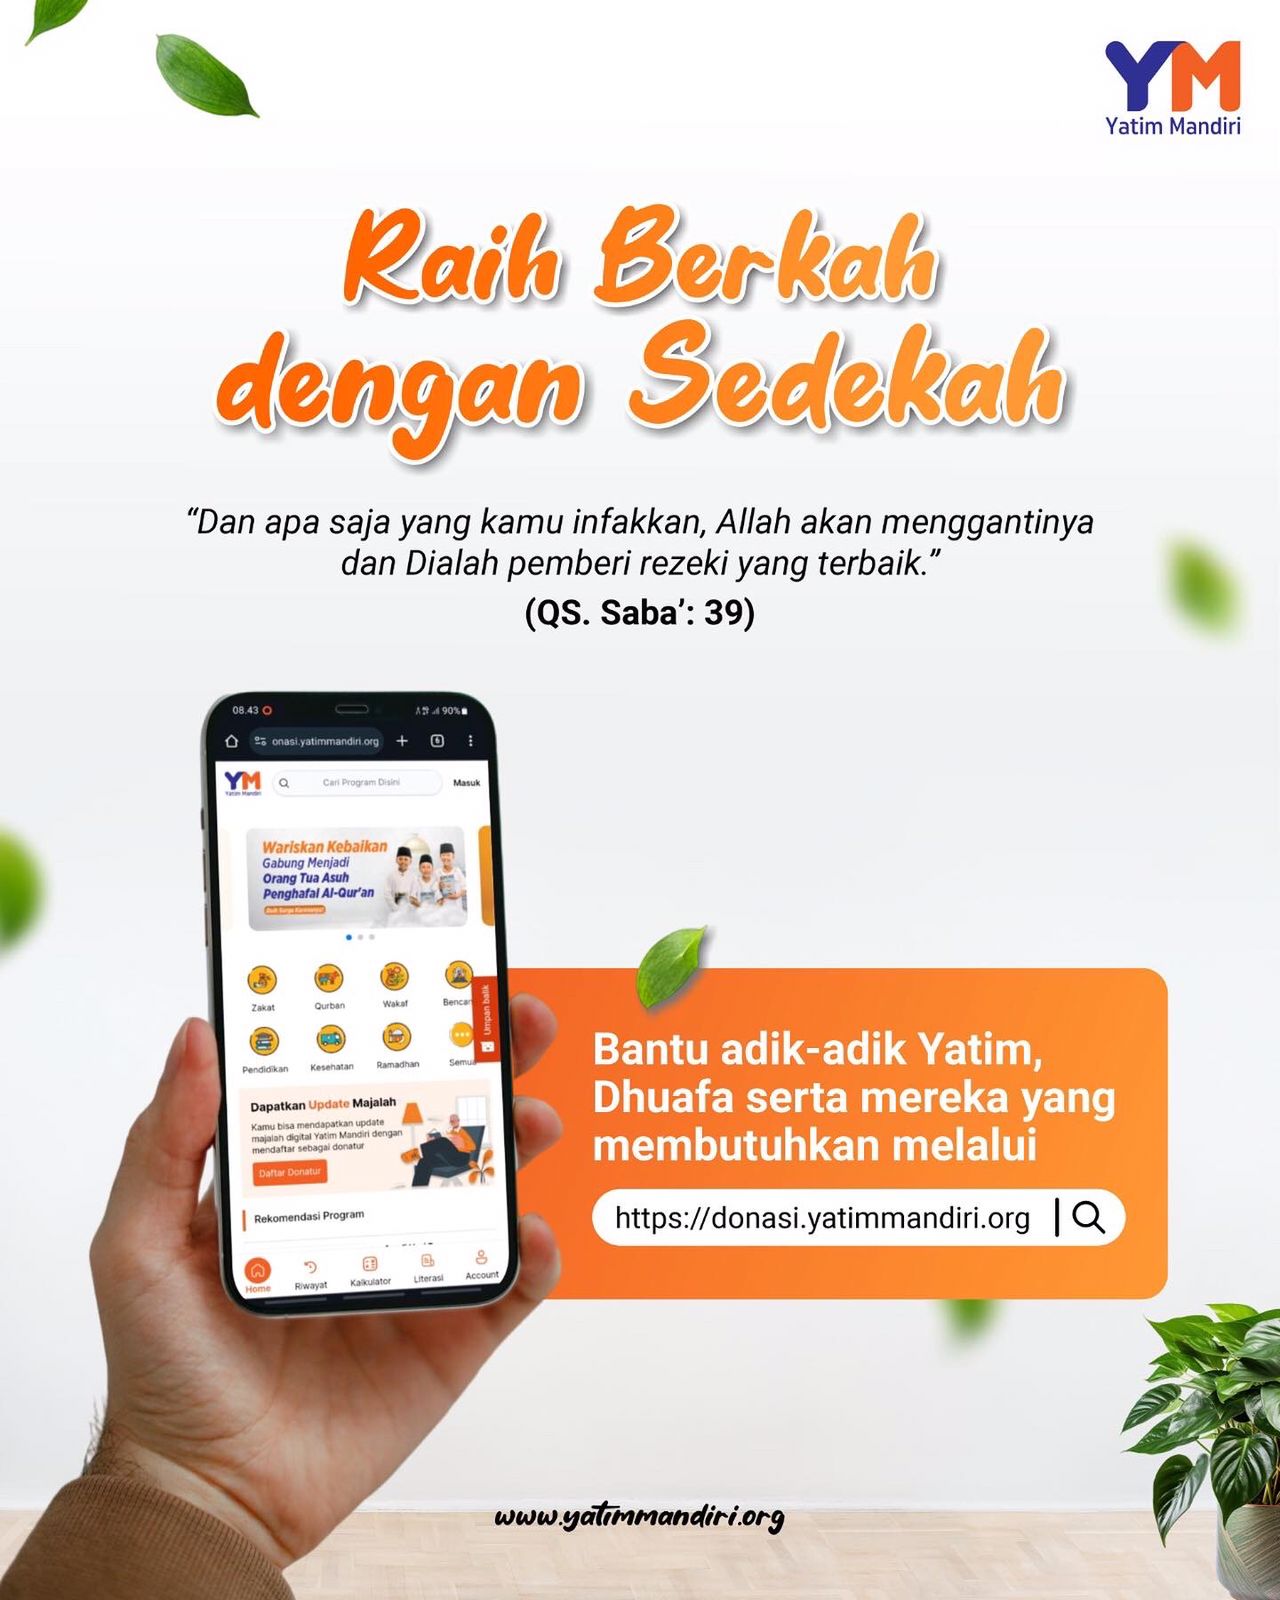 YM
Yatim Mandiri
Raih Berkah
dengan Sedekah
“Dan apa saja yang kamu infakkan, Allah akan menggantinya
dan Dialah pemberi rezeki yang terbaik.”
(QS. Saba’: 39)
08.43
90%
onasi.yatimmandiri.org
6
YM
Yatim Mandiri
Cari Program Disini
Masuk
Wariskan Kebaikan
Gabung Menjadi
Orang Tua Asuh
Penghafal Al-Qur’an
Zakat
Qurban
Wakaf
Bencan
Umpan balik
Pendidikan
Kesehatan
Ramadhan
Semua
Dapatkan Update Majalah
Kamu bisa mendapatkan update
majalah digital Yatim Mandiri dengan
mendaftar sebagai donatur
Daftar Donatur
Rekomendasi Program
Home
Riwayat
Kalkulator
Literasi
Account
Bantu adik-adik Yatim,
Dhuafa serta mereka yang
membutuhkan melalui
https://donasi.yatimmandiri.org
www.yatimmandiri.org